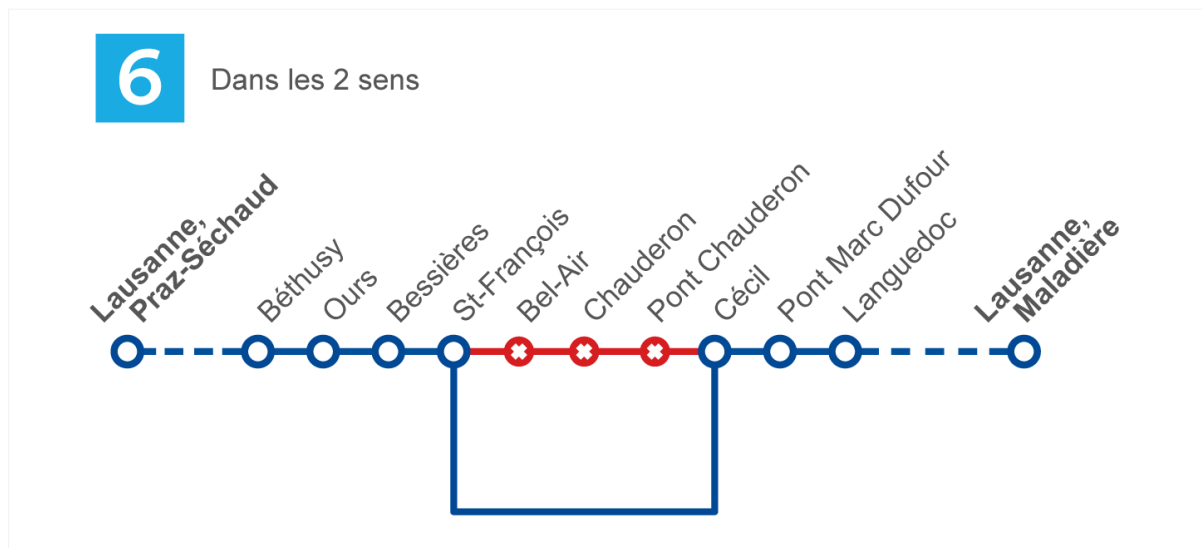 6
Dans les 2 sens
Lausanne,
Praz-Séchaud
Béthusy
Ours
Bessières
St-François
Bel-Air
Chauderon
Pont Chauderon
Cécil
Pont Marc Dufour
Languedoc
Lausanne,
Maladière